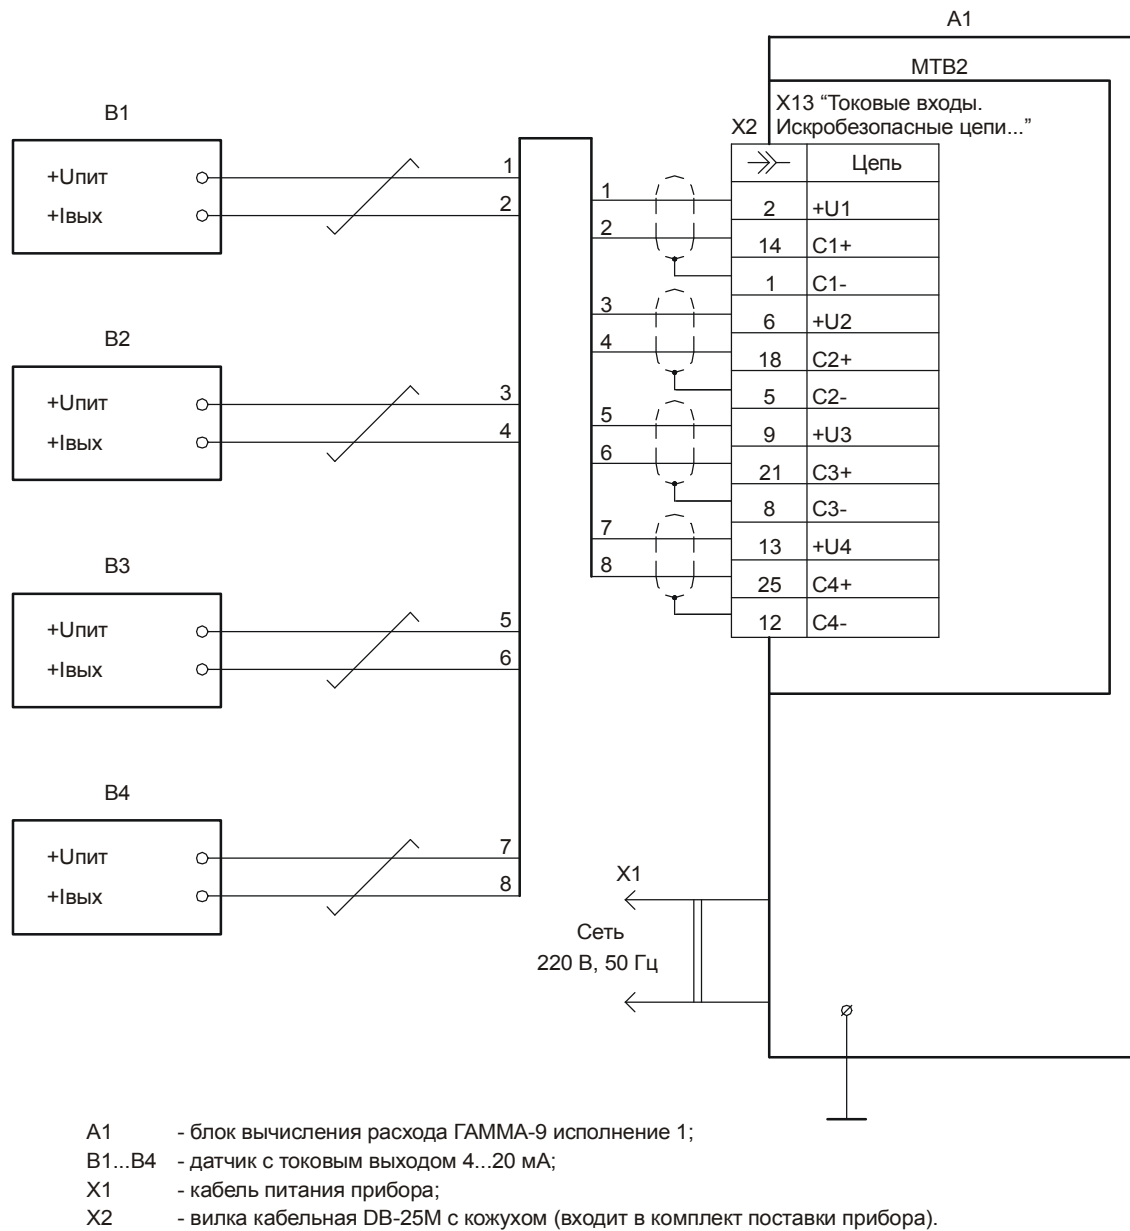 A1
МТВ2
X13 “Токовые входы.
Искробезопасные цепи...”
X2
Цепь
2 +U1
14 C1+
1 C1-
6 +U2
18 C2+
5 C2-
9 +U3
21 C3+
8 C3-
13 +U4
25 C4+
12 C4-
B1
+Uпит
+Iвых
1
2
B2
+Uпит
+Iвых
3
4
B3
+Uпит
+Iвых
5
6
B4
+Uпит
+Iвых
7
8
1
2
3
4
5
6
7
8
X1
Сеть
220 В, 50 Гц
A1 - блок вычисления расхода ГАММА-9 исполнение 1;
B1...B4 - датчик с токовым выходом 4...20 мА;
X1 - кабель питания прибора;
X2 - вилка кабельная DB-25M с кожухом (входит в комплект поставки прибора).